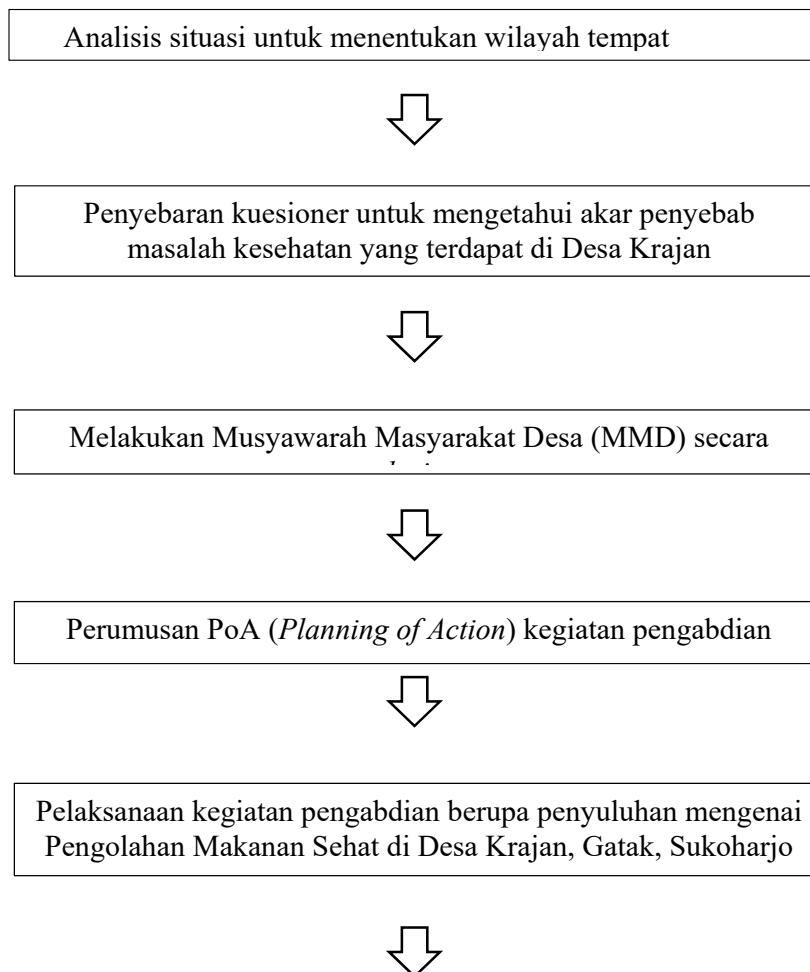 Analisis situasi untuk menentukan wilayah tempat
Penyebaran kuesioner untuk mengetahui akar penyebab
masalah kesehatan yang terdapat di Desa Krajan
Melakukan Musyawarah Masyarakat Desa (MMD) secara
Perumusan PoA (Planning of Action) kegiatan pengabdian
Pelaksanaan kegiatan pengabdian berupa penyuluhan mengenai
Pengolahan Makanan Sehat di Desa Krajan, Gatak, Sukoharjo